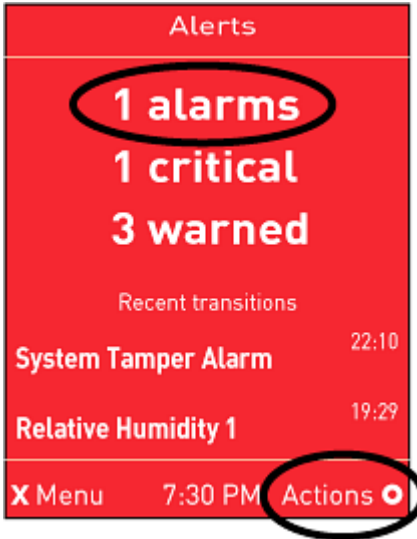 Alerts
1 alarms
1 critical
3 warned
Recent transitions
22:10
System Tamper Alarm
19:29
Relative Humidity 1
X Menu 7:30 PM Actions